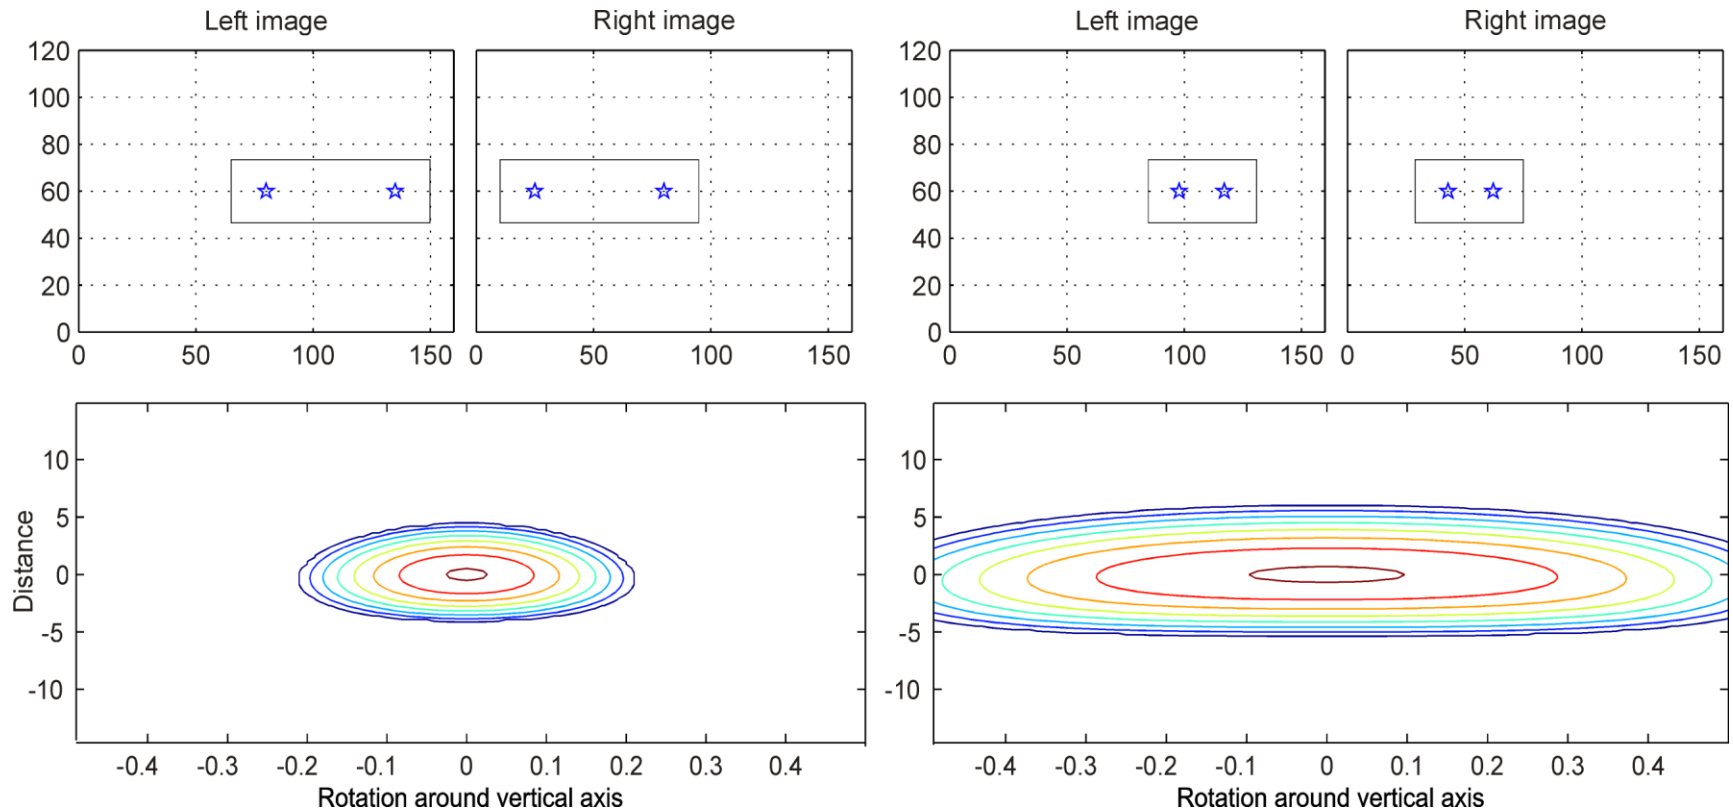 Left image Right image Left image Right image
120 120
100 100
80 80
60 60
40 40
20 20
0 0
0 50 100 150 0 50 100 150 0 50 100 150 0 50 100 150
10 10
5 5
0 0
-5 -5
-10 -10
Distance
-0.4 -0.3 -0.2 -0.1 0 0.1 0.2 0.3 0.4 -0.4 -0.3 -0.2 -0.1 0 0.1 0.2 0.3 0.4
Rotation around vertical axis Rotation around vertical axis